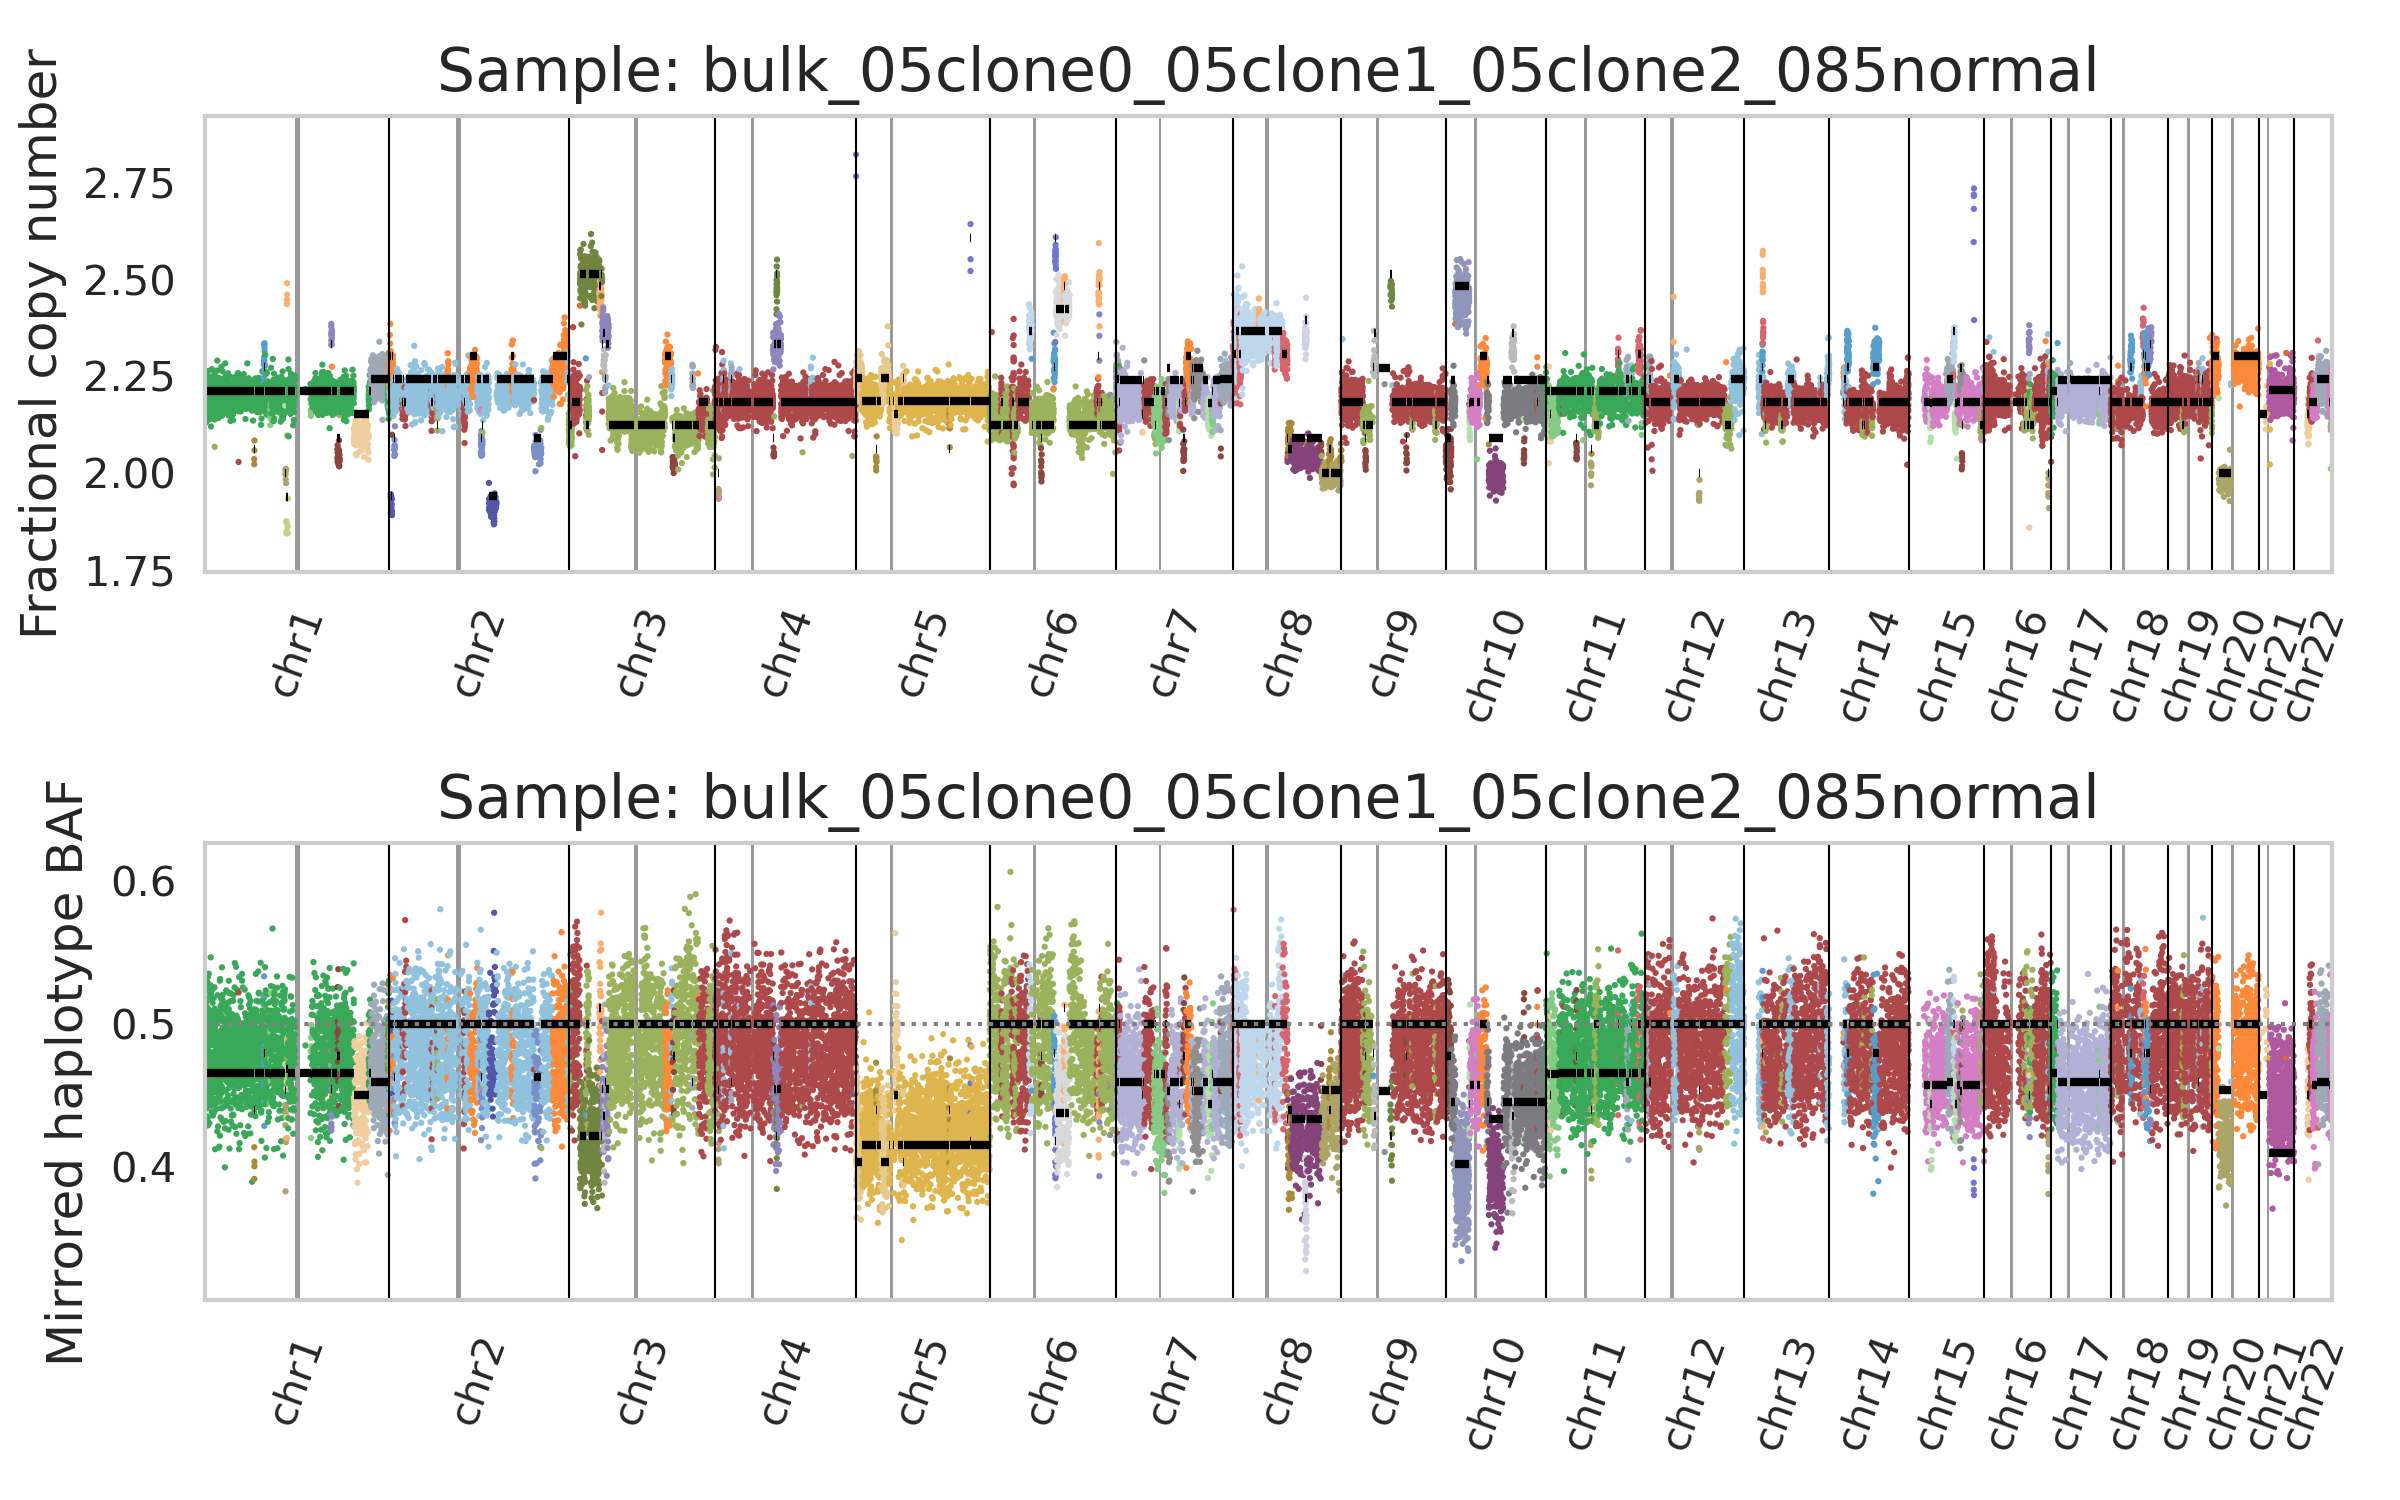 Sample: bulk_05clone0_05clone1_05clone2_085normal
Fractional copy number
2.75
2.50
2.25
2.00
1.75
chr1 chr2 chr3 chr4 chr5 chr6 chr7 chr8 chr9 chr10 chr11 chr12 chr13 chr14 chr15 chr16 chr17 chr18 chr19 chr20 chr21 chr22
Sample: bulk_05clone0_05clone1_05clone2_085normal
Mirrored haplotype BAF
0.6
0.5
0.4
chr1 chr2 chr3 chr4 chr5 chr6 chr7 chr8 chr9 chr10 chr11 chr12 chr13 chr14 chr15 chr16 chr17 chr18 chr19 chr20 chr21 chr22